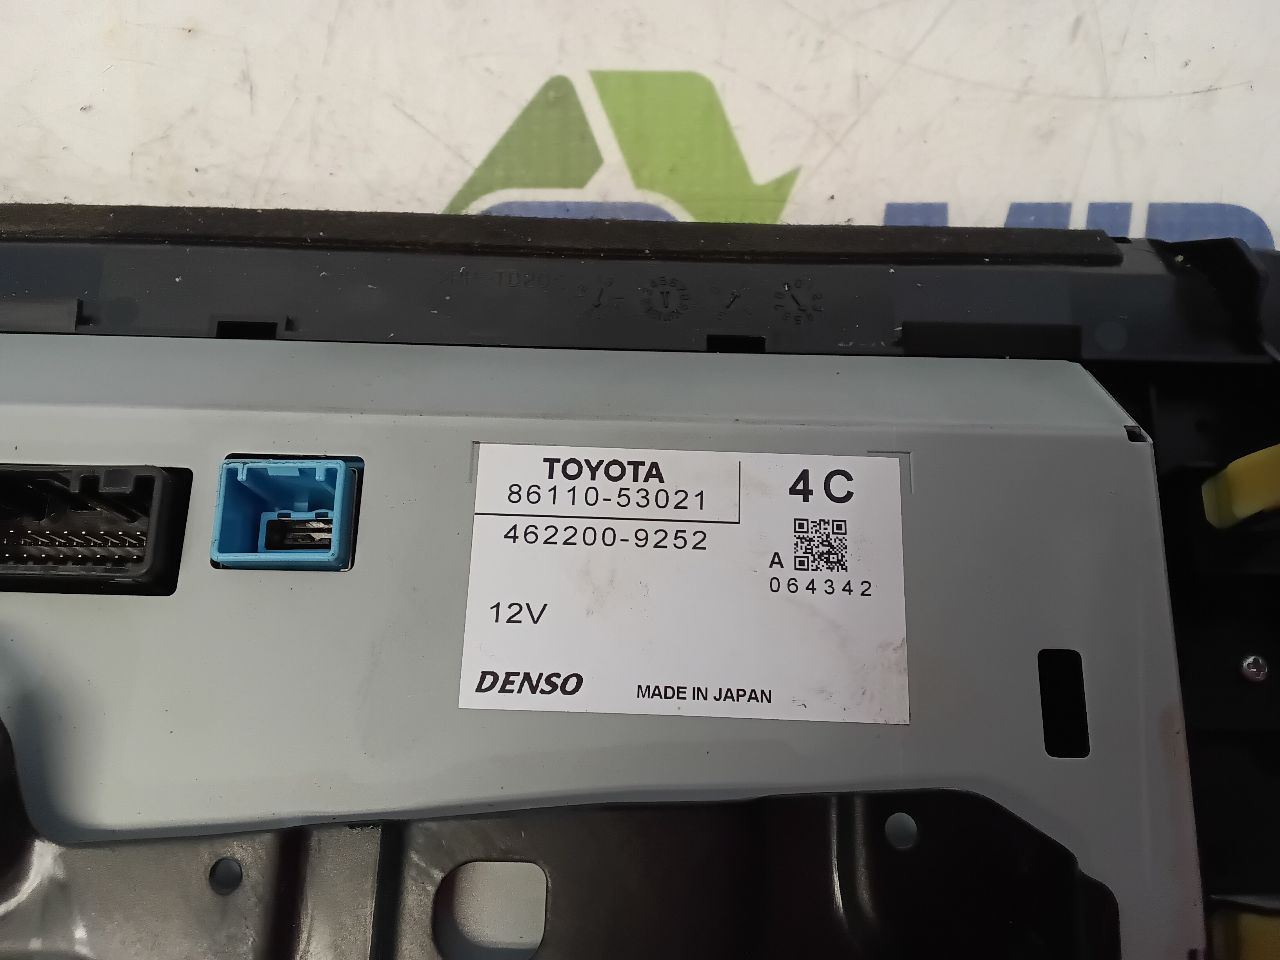 TOYOTA
86110-53021
4C
462200-9252
A
064342
12V
DENSO
MADE IN JAPAN